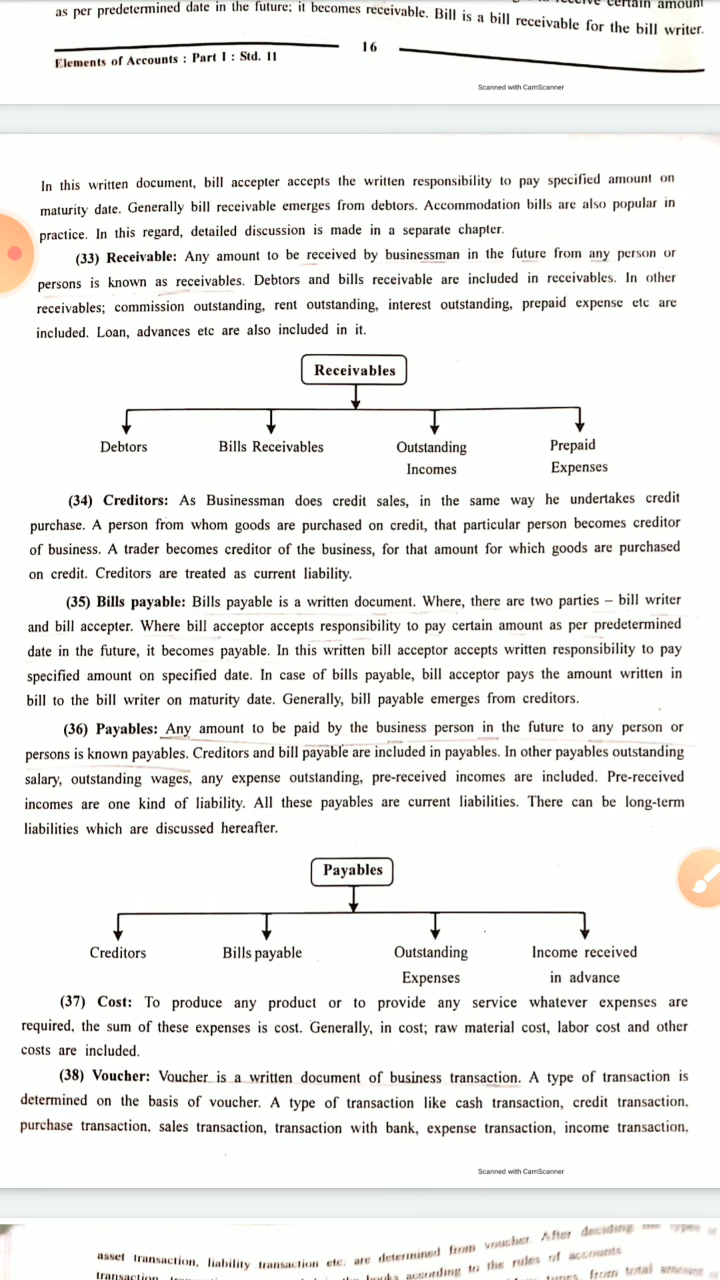 as per predetermined date in the future; it becomes receivable. Bill is a bill receivable for the bill writer.
16
Elements of Accounts : Part 1 : Std. 11
Scanned with CamScanner
In this written document, bill accepter accepts the written responsibility to pay specified amount on
maturity date. Generally bill receivable emerges from debtors. Accommodation bills are also popular in
practice. In this regard, detailed discussion is made in a separate chapter.
(33) Receivable: Any amount to be received by businessman in the future from any person or
persons is known as receivables. Debtors and bills receivable are included in receivables. In other
receivables; commission outstanding, rent outstanding, interest outstanding, prepaid expense etc are
included. Loan, advances etc are also included in it.
Receivables
Debtors Bills Receivables Outstanding Prepaid
Incomes Expenses
(34) Creditors: As Businessman does credit sales, in the same way he undertakes credit
purchase. A person from whom goods are purchased on credit, that particular person becomes creditor
of business. A trader becomes creditor of the business, for that amount for which goods are purchased
on credit. Creditors are treated as current liability.
(35) Bills payable: Bills payable is a written document. Where, there are two parties – bill writer
and bill accepter. Where bill acceptor accepts responsibility to pay certain amount as per predetermined
date in the future, it becomes payable. In this written bill acceptor accepts written responsibility to pay
specified amount on specified date. In case of bills payable, bill acceptor pays the amount written in
bill to the bill writer on maturity date. Generally, bill payable emerges from creditors.
(36) Payables: Any amount to be paid by the business person in the future to any person or
persons is known payables. Creditors and bill payable are included in payables. In other payables outstanding
salary, outstanding wages, any expense outstanding, pre-received incomes are included. Pre-received
incomes are one kind of liability. All these payables are current liabilities. There can be long-term
liabilities which are discussed hereafter.
Payables
Creditors Bills payable Outstanding Income received
Expenses in advance
(37) Cost: To produce any product or to provide any service whatever expenses are
required, the sum of these expenses is cost. Generally, in cost; raw material cost, labor cost and other
costs are included.
(38) Voucher: Voucher is a written document of business transaction. A type of transaction is
determined on the basis of voucher. A type of transaction like cash transaction, credit transaction,
purchase transaction, sales transaction, transaction with bank, expense transaction, income transaction,
Scanned with CamScanner
asset transaction, liability transaction etc. are determined from voucher. After deciding
according to the rules of accounts